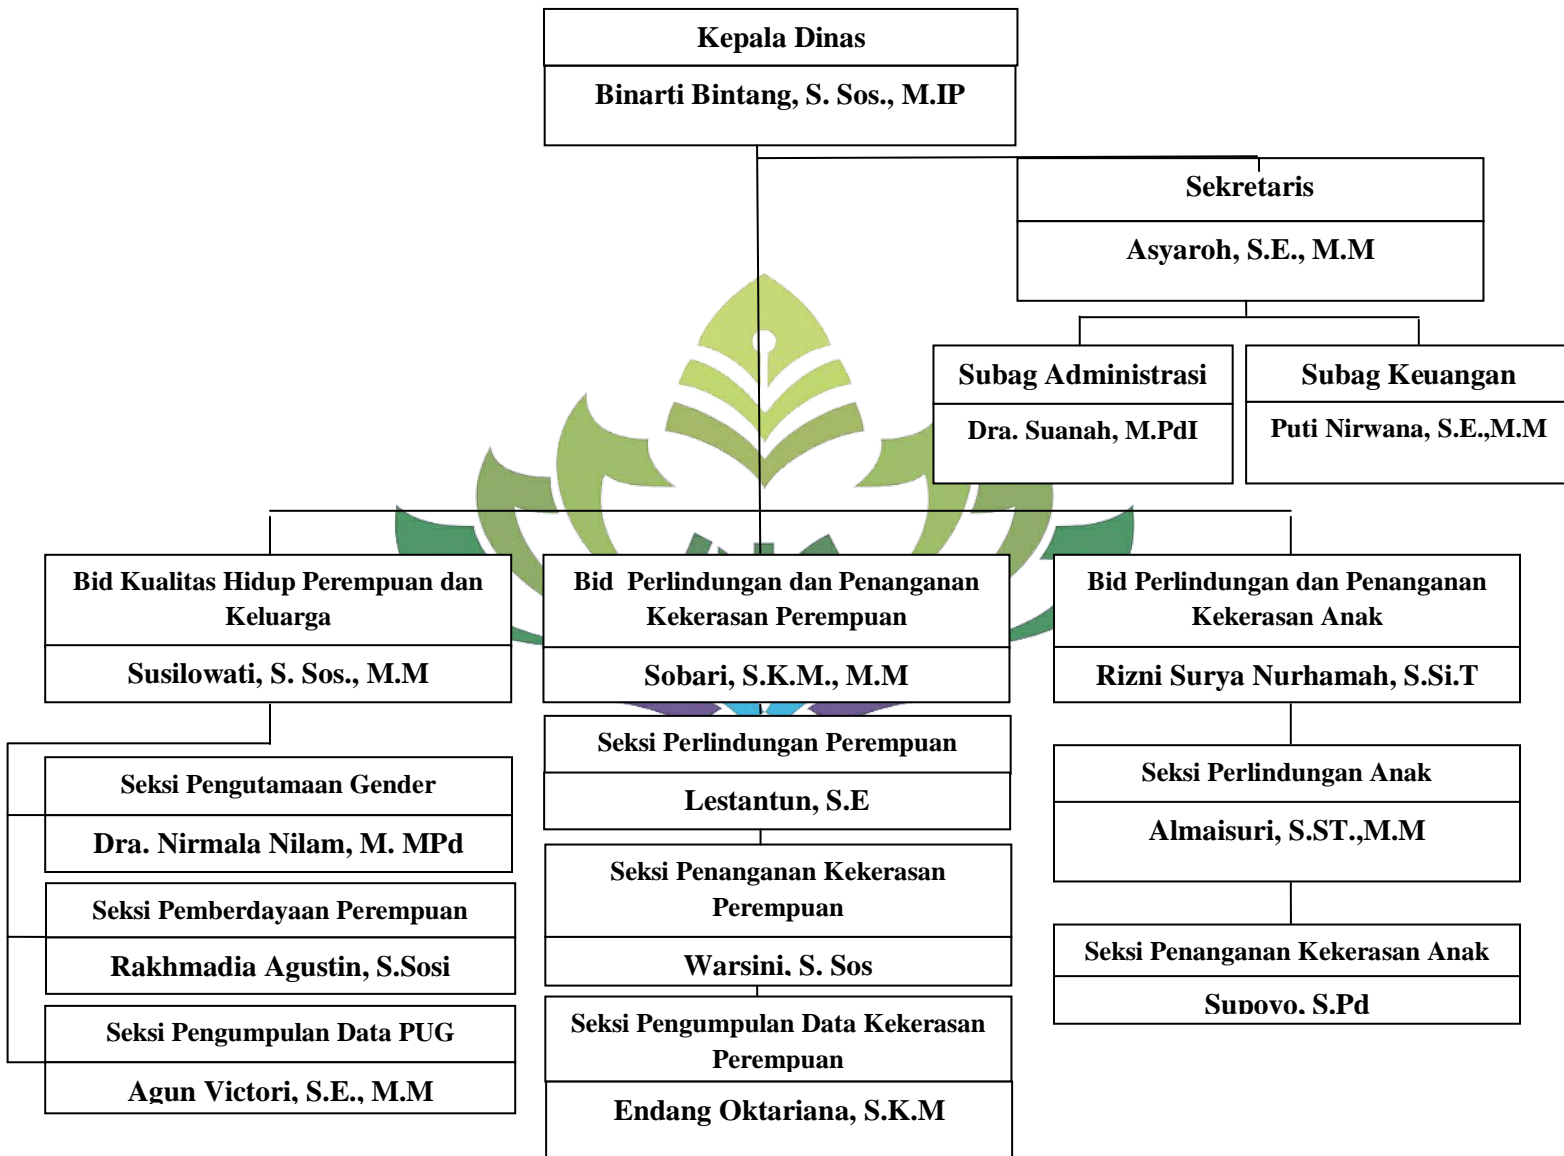 Kepala Dinas
Binarti Bintang, S. Sos., M.IP
Sekretaris
Asyaroh, S.E., M.M
Subag Administrasi
Dra. Suanah, M.PdI
Subag Keuangan
Puti Nirwana, S.E.,M.M
Bid Kualitas Hidup Perempuan dan
Keluarga
Susilowati, S. Sos., M.M
Seksi Pengutamaan Gender
Dra. Nirmala Nilam, M. MPd
Seksi Pemberdayaan Perempuan
Rakhmadia Agustin, S.Sosi
Seksi Pengumpulan Data PUG
Agun Victori, S.E., M.M
Bid Perlindungan dan Penanganan
Kekerasan Perempuan
Sobari, S.K.M., M.M
Seksi Perlindungan Perempuan
Lestantun, S.E
Seksi Penanganan Kekerasan
Perempuan
Warsini, S. Sos
Seksi Pengumpulan Data Kekerasan
Perempuan
Endang Oktariana, S.K.M
Bid Perlindungan dan Penanganan
Kekerasan Anak
Rizni Surya Nurhamah, S.Si.T
Seksi Perlindungan Anak
Almaisuri, S.ST.,M.M
Seksi Penanganan Kekerasan Anak
Supoyo, S.Pd